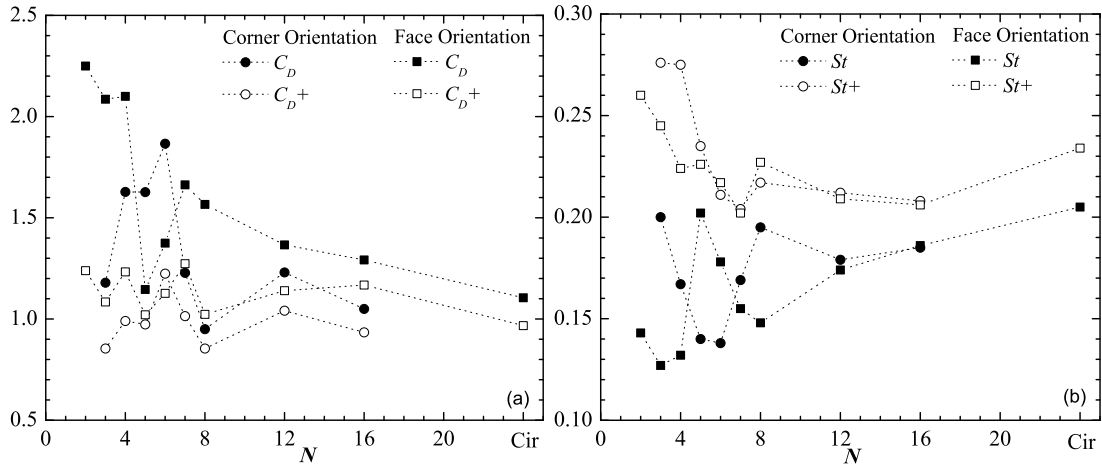 2.5
2.0
1.5
1.0
0.5
0 4 8 12 16 20 Cir
N
Corner Orientation Face Orientation
C_D C_D
C_D+ C_D+
(a)
0.30
0.25
0.20
0.15
0.10
0 4 8 12 16 20 Cir
N
Corner Orientation Face Orientation
St St
St+ St+
(b)